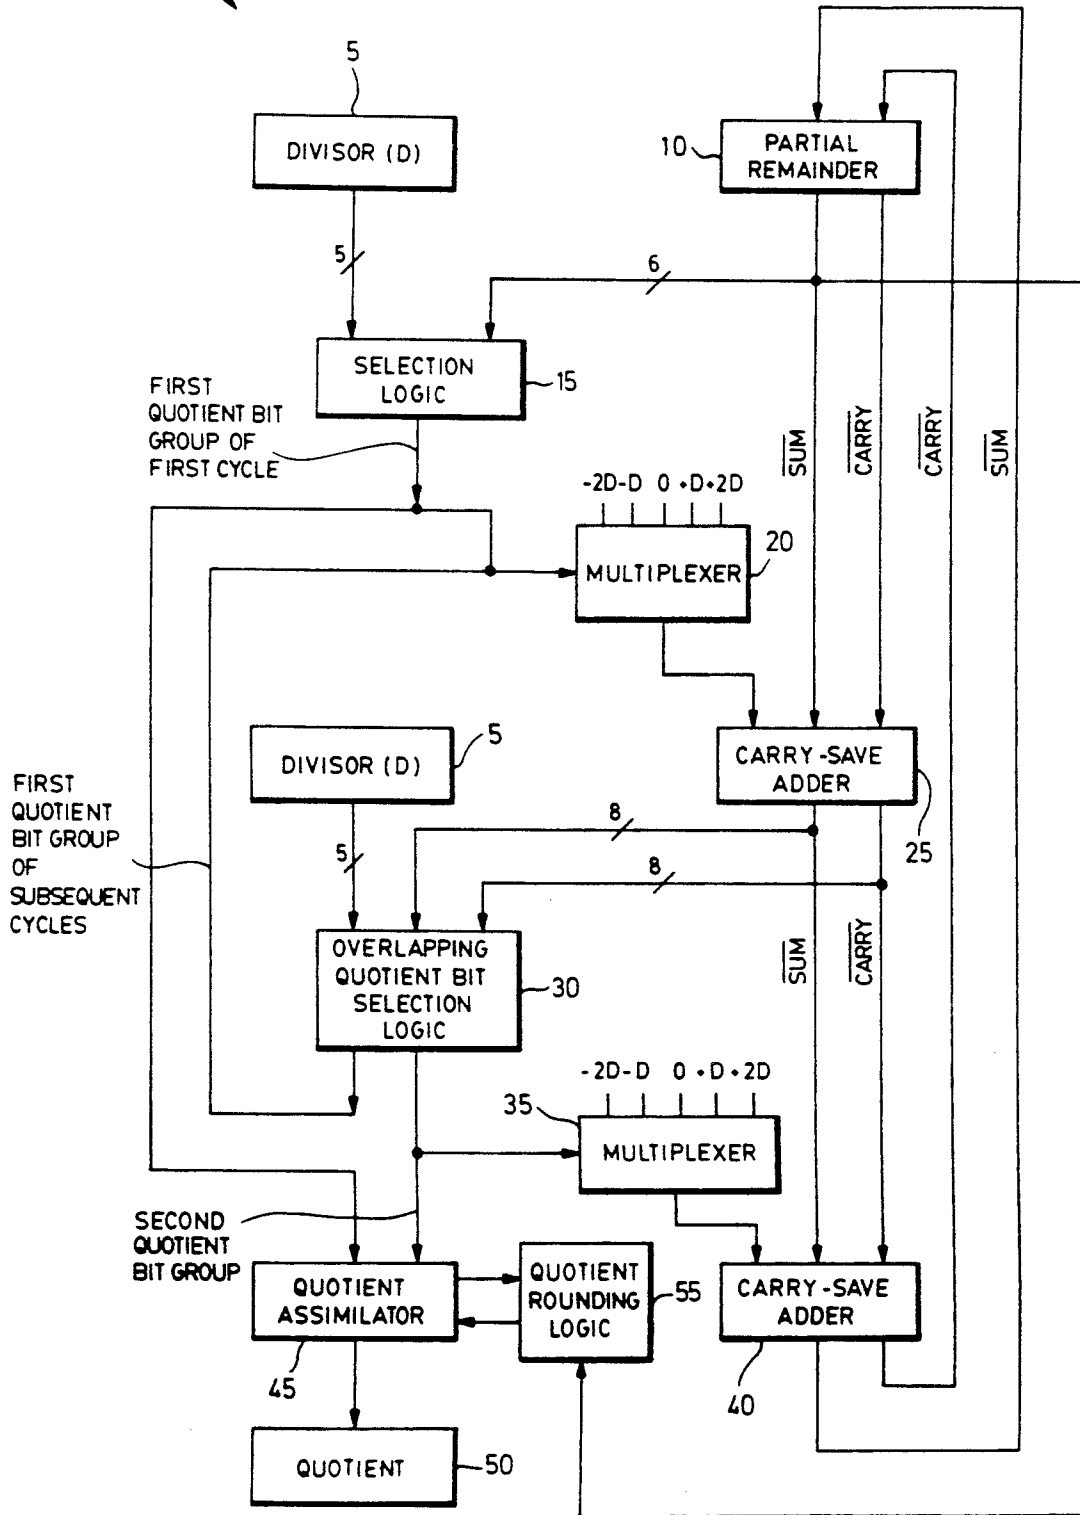 5
DIVISOR (D)
10
PARTIAL
REMAINDER
5
6
SELECTION
LOGIC
15
FIRST
QUOTIENT BIT
GROUP OF
FIRST CYCLE
SUM
CARRY
CARRY
SUM
-2D -D 0 +D +2D
MULTIPLEXER
20
DIVISOR (D)
5
CARRY-SAVE
ADDER
25
FIRST
QUOTIENT
BIT GROUP
OF
SUBSEQUENT
CYCLES
8
5
8
OVERLAPPING
QUOTIENT BIT
SELECTION
LOGIC
30
SUM
CARRY
-2D -D 0 +D +2D
35
MULTIPLEXER
SECOND
QUOTIENT
BIT GROUP
QUOTIENT
ASSIMILATOR
45
QUOTIENT
ROUNDING
LOGIC
55
CARRY-SAVE
ADDER
40
QUOTIENT
50